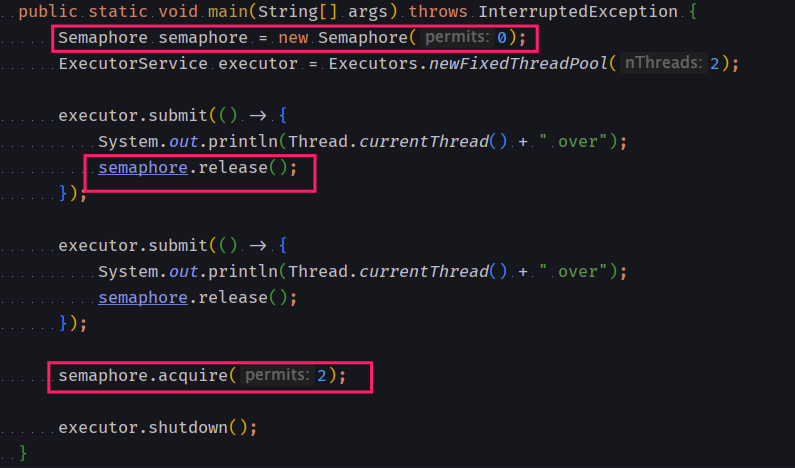 public static void main(String[] args) throws InterruptedException {
Semaphore semaphore = new Semaphore( permits: 0);
ExecutorService executor = Executors.newFixedThreadPool( nThreads: 2);
executor.submit(() -> {
System.out.println(Thread.currentThread() + " over");
semaphore.release();
});
executor.submit(() -> {
System.out.println(Thread.currentThread() + " over");
semaphore.release();
});
semaphore.acquire( permits: 2);
executor.shutdown();
}